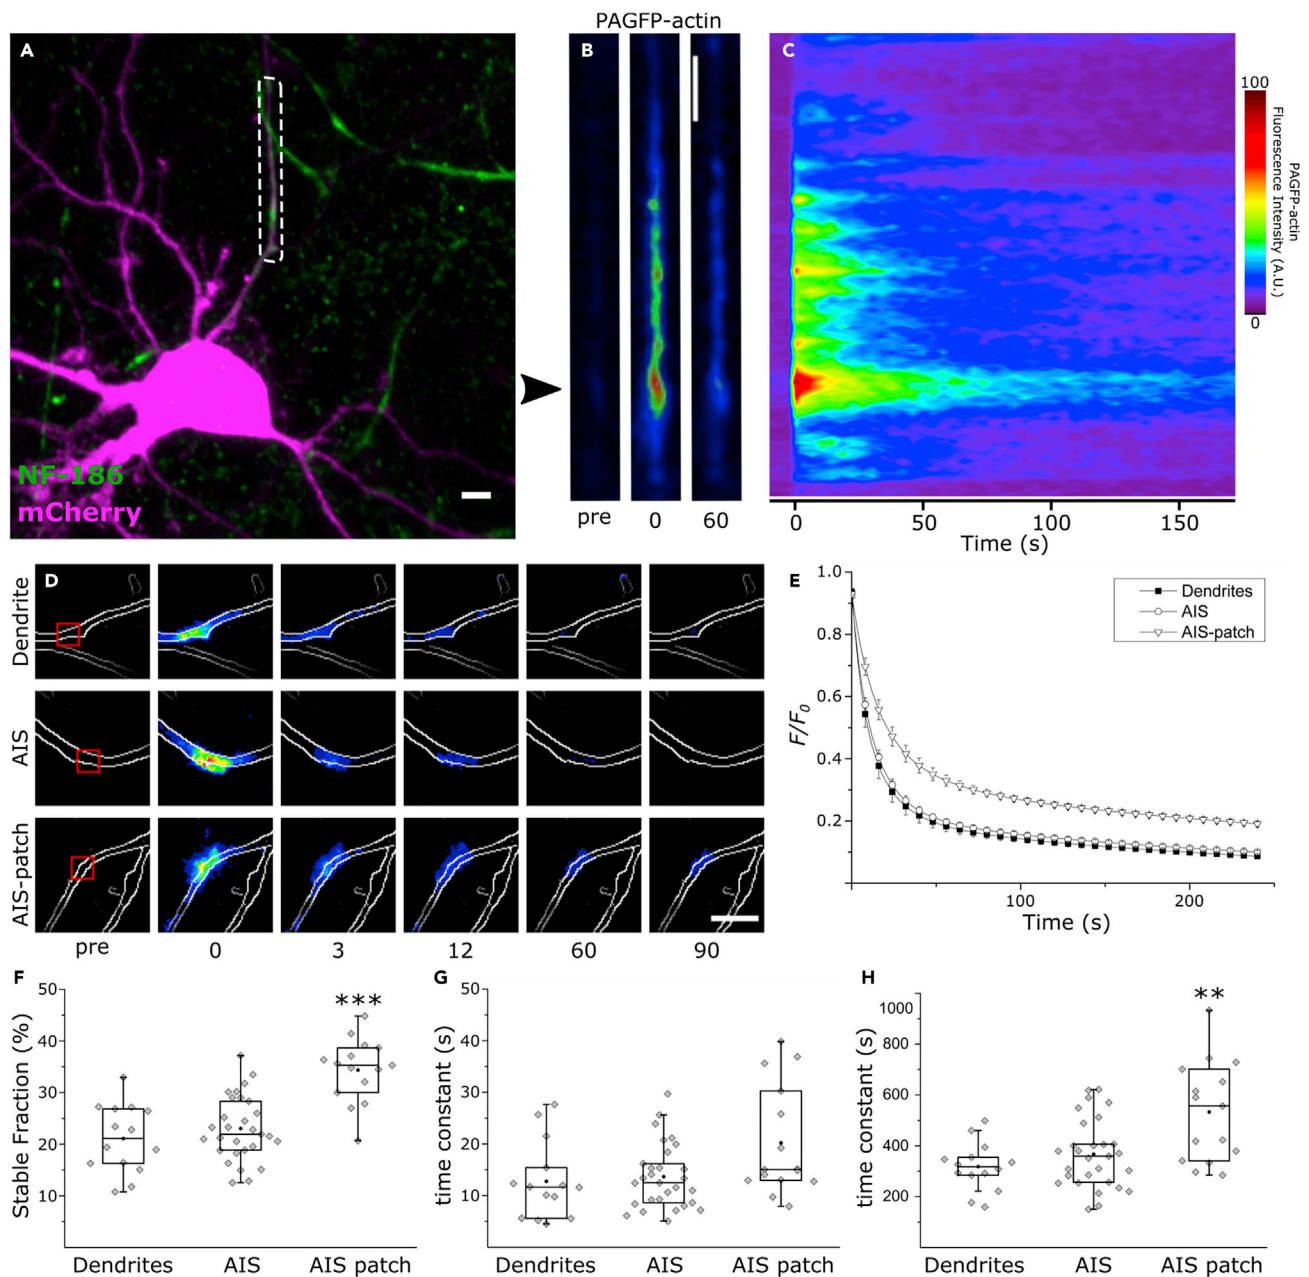 PAGFP-actin
A
B
C
NF-186
mCherry
pre
0
60
0
50
100
150
Time (s)
100
0
PAGFP-actin
Fluorescence Intensity (A.U.)
D
Dendrite
AIS
AIS-patch
pre
0
3
12
60
90
E
1.0
0.8
0.6
0.4
0.2
F/F0
100
200
Time (s)
Dendrites
AIS
AIS-patch
F
50
40
30
20
10
Stable Fraction (%)
***
Dendrites
AIS
AIS patch
G
50
40
30
20
10
time constant (s)
Dendrites
AIS
AIS patch
H
1000
800
600
400
200
time constant (s)
**
Dendrites
AIS
AIS patch